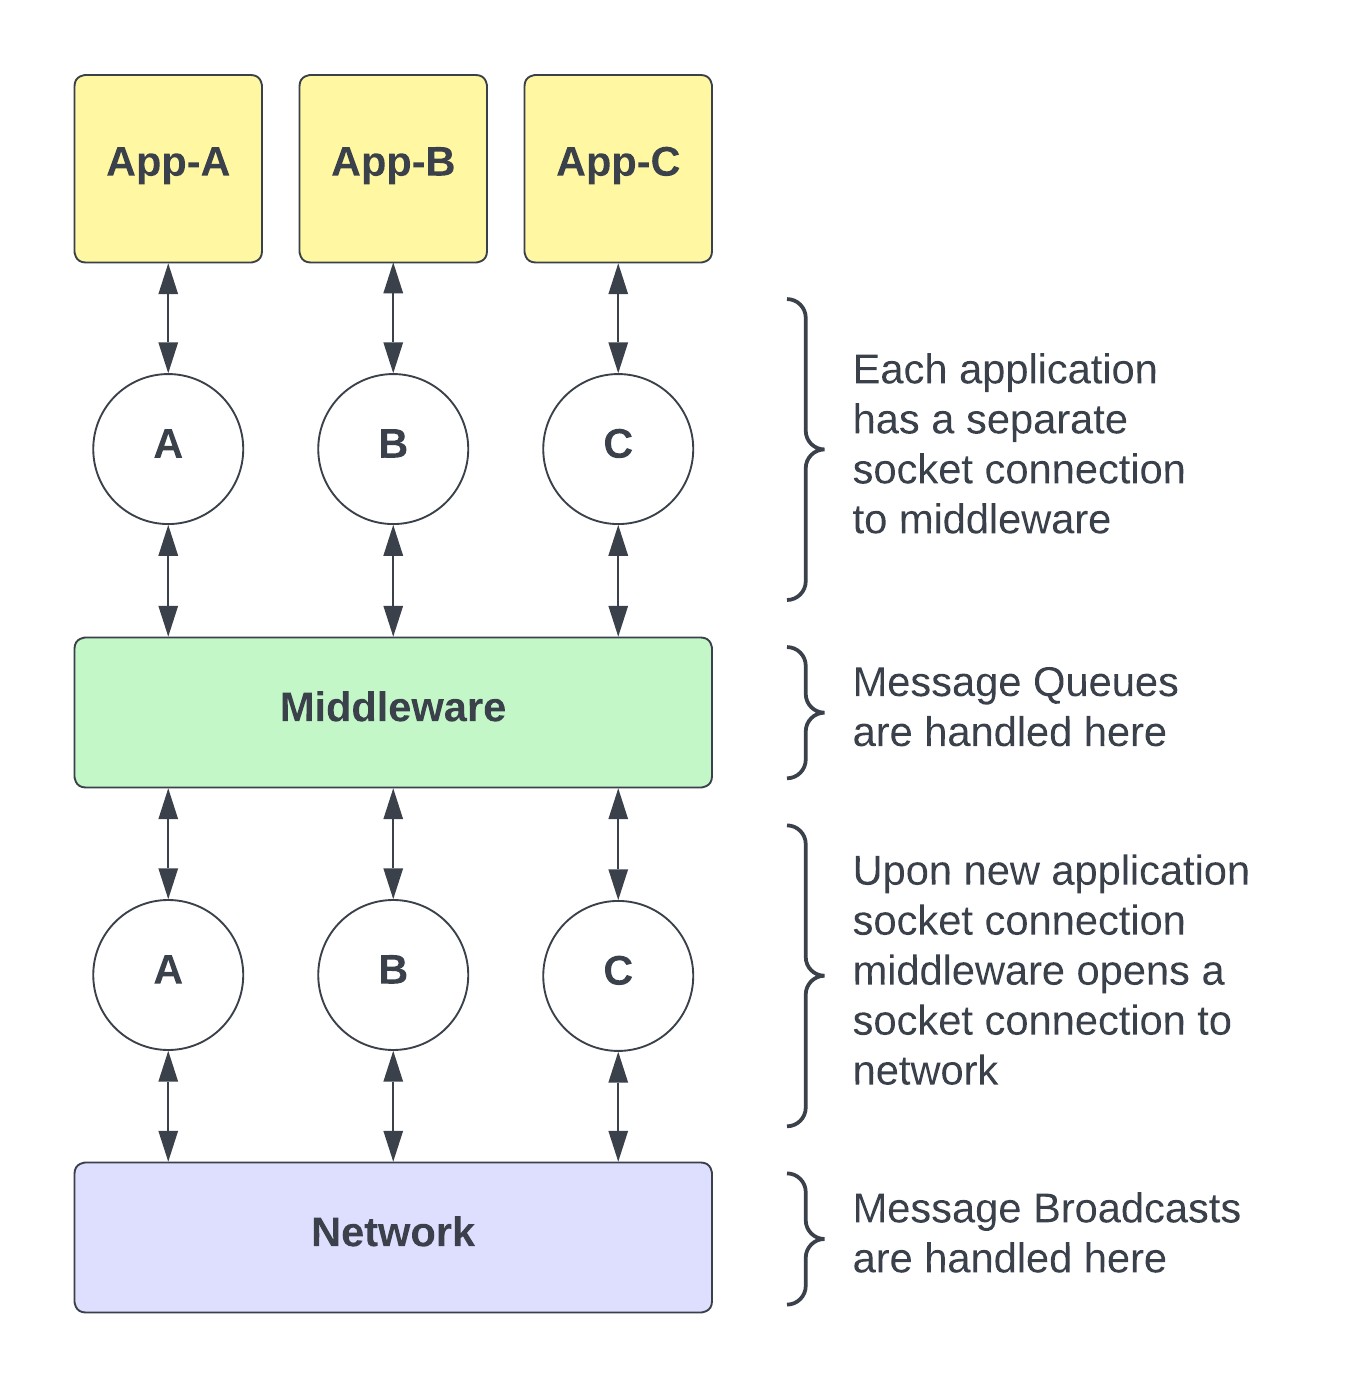 App-A App-B App-C
A B C
Each application
has a separate
socket connection
to middleware
Middleware
Message Queues
are handled here
A B C
Upon new application
socket connection
middleware opens a
socket connection to
network
Network
Message Broadcasts
are handled here